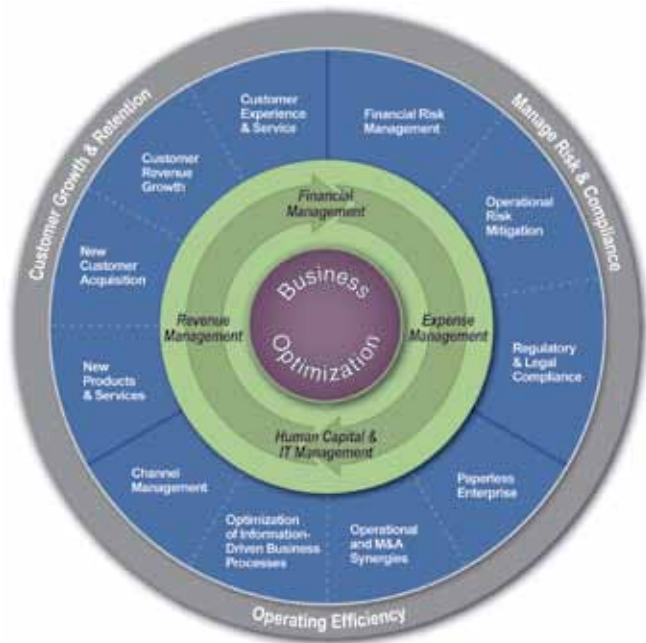 Customer Growth & Retention
Manage Risk & Compliance
Operating Efficiency
Customer
Experience
& Service
Financial Risk
Management
Customer
Revenue
Growth
Operational
Risk
Mitigation
New
Customer
Acquisition
Regulatory
& Legal
Compliance
New
Products
& Services
Channel
Management
Optimization
of Information-
Driven Business
Processes
Operational
and M&A
Synergies
Paperless
Enterprise
Financial
Management
Revenue
Management
Expense
Management
Human Capital &
IT Management
Business
Optimization